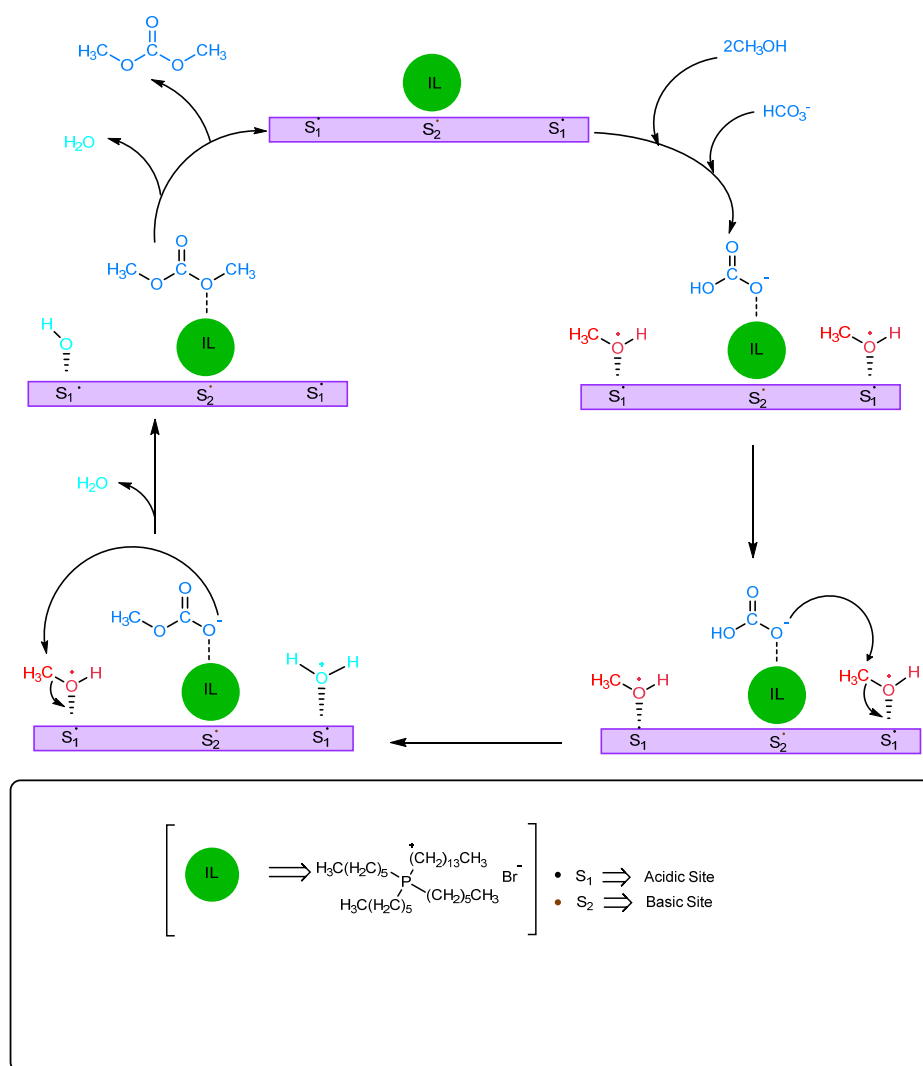 O
H₃C O C O CH₃
H₂O
IL
S₁ S₂ S₁
2CH₃OH
HCO₃⁻
O
H₃C O C O CH₃
H
O
IL
S₁ S₂ S₁
O
HO C O⁻
H₃C O H
IL
H₃C O H
S₁ S₂ S₁
H₂O
O
H₃C O C O⁻
H₃C O H
IL
H O⁺ H
S₁ S₂ S₁
O
HO C O⁻
H₃C O H
IL
H₃C O H
S₁ S₂ S₁
IL
H₃C(H₂C)₅ P⁺ (CH₂)₁₃CH₃
H₃C(H₂C)₅ (CH₂)₅CH₃
Br⁻
• S₁ ⇒ Acidic Site
• S₂ ⇒ Basic Site